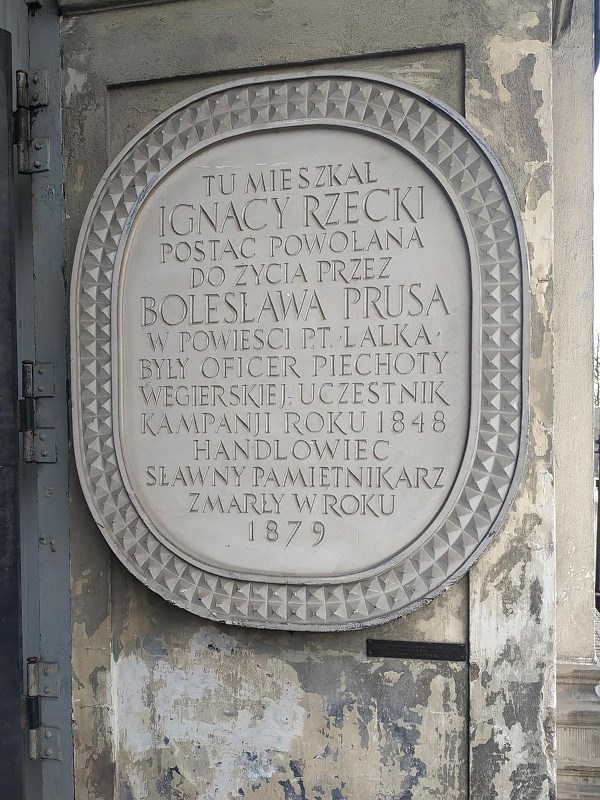 TU MIESZKAŁ
IGNACY RZECKI
POSTAĆ POWOŁANA
DO ŻYCIA PRZEZ
BOLESŁAWA PRUSA
W POWIEŚCI P.T. „LALKA”
BYŁY OFICER PIECHOTY
WĘGIERSKIEJ. UCZESTNIK
KAMPANJI ROKU 1848
HANDLOWIEC
SŁAWNY PAMIĘTNIKARZ
ZMARŁY W ROKU
1879